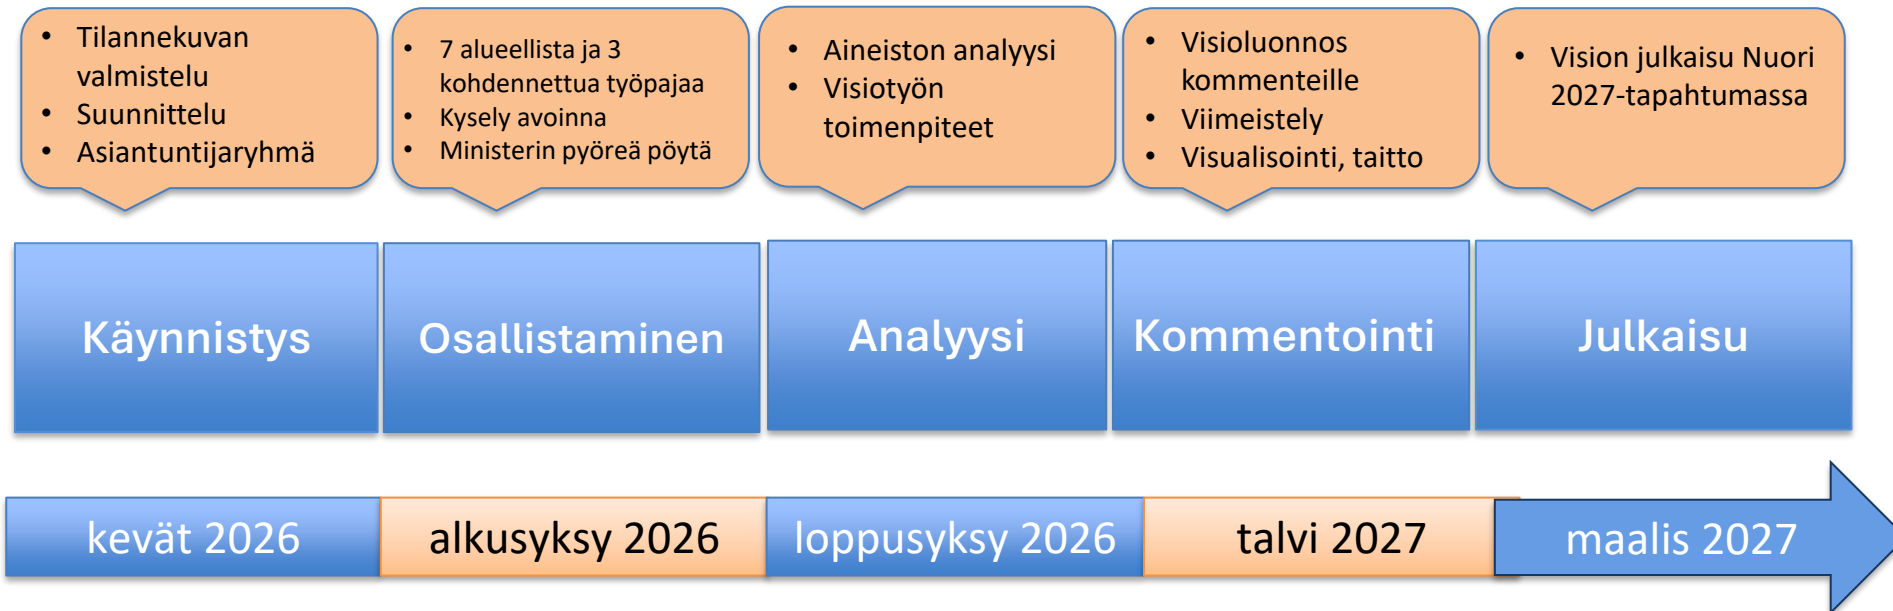 • Tilannekuvan
valmistelu
• Suunnittelu
• Asiantuntijaryhmä
• 7 alueellista ja 3
kohdennettua työpajaa
• Kysely avoinna
• Ministerin pyöreä pöytä
• Aineiston analyysi
• Visiotyön
toimenpiteet
• Visioluonnos
kommenteille
• Viimeistely
• Visualisointi, taitto
• Vision julkaisu Nuori
2027-tapahtumassa
Käynnistys
Osallistaminen
Analyysi
Kommentointi
Julkaisu
kevät 2026
alkusyksy 2026
loppusyksy 2026
talvi 2027
maalis 2027